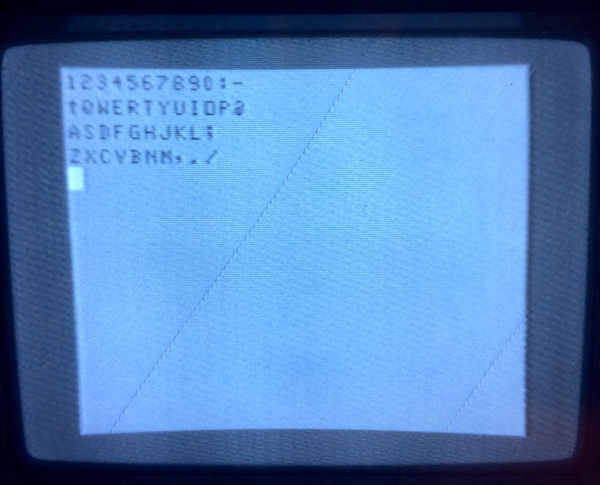 1234567890:-
↑QWERTYUIOP@
ASDFGHJKL;
ZXCVBNM,./